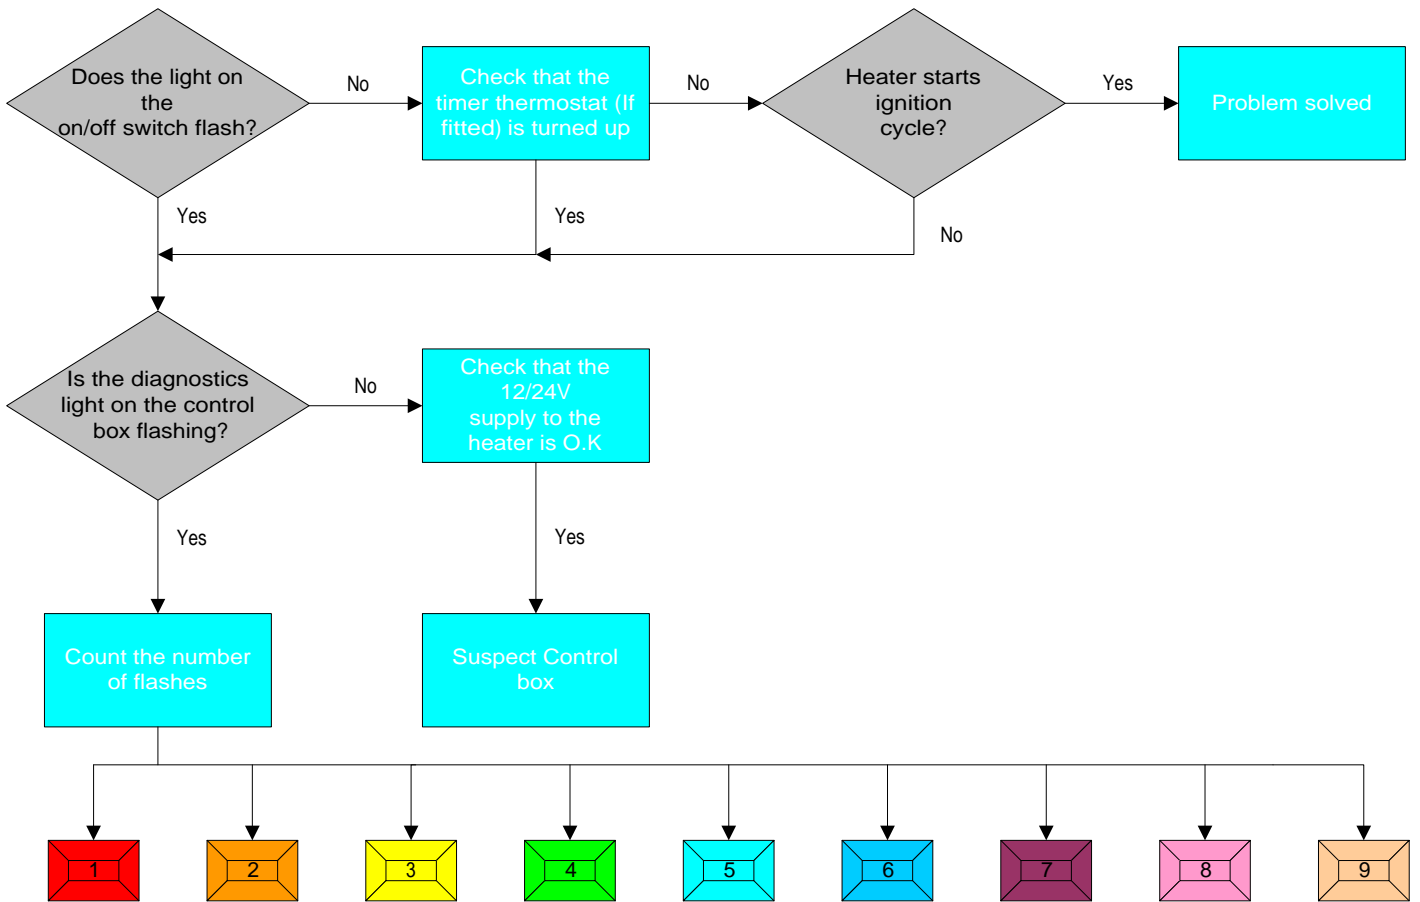 Does the light on
the
on/off switch flash?
No
Check that the
timer thermostat (If
fitted) is turned up
No
Heater starts
ignition
cycle?
Yes
Problem solved
Yes
Yes
No
Is the diagnostics
light on the control
box flashing?
No
Check that the
12/24V
supply to the
heater is O.K
Yes
Yes
Count the number
of flashes
Suspect Control
box
1
2
3
4
5
6
7
8
9